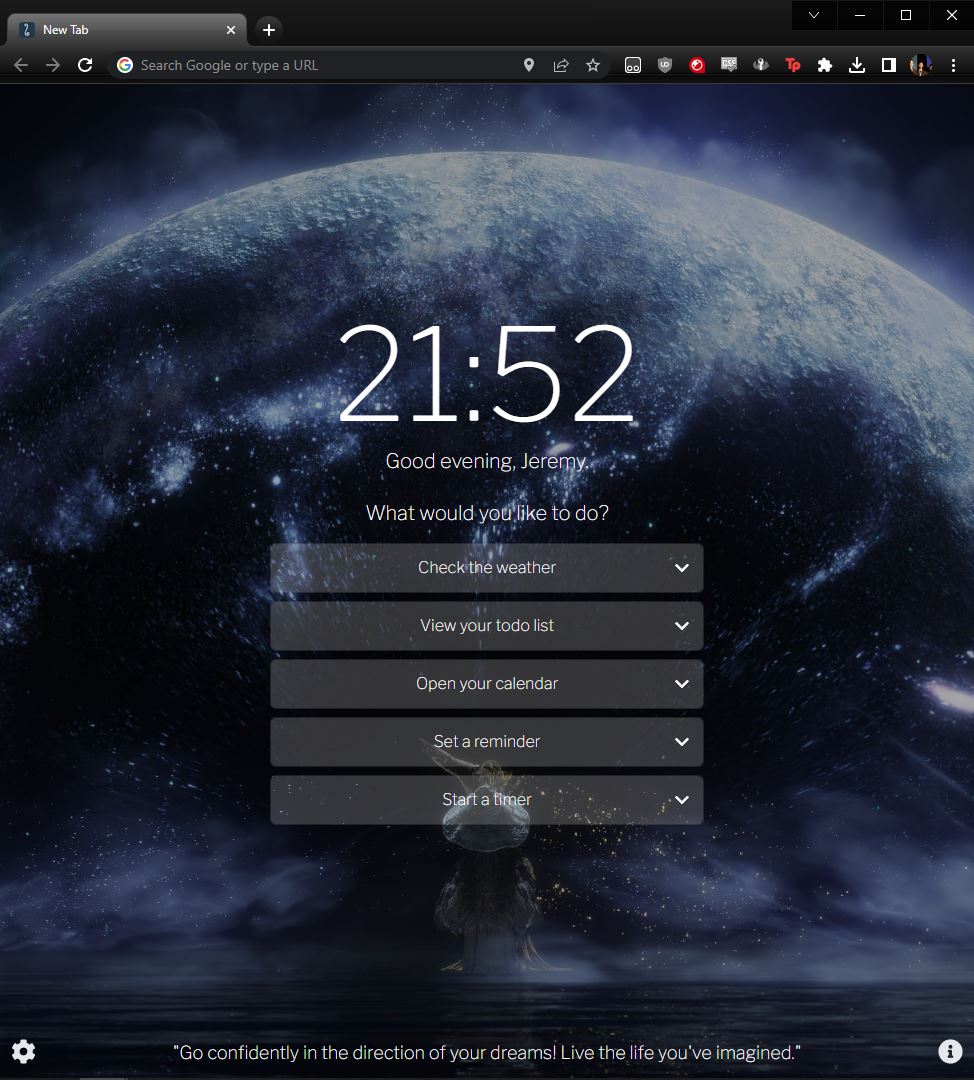 New Tab
Search Google or type a URL
UD
CSF
Tp
21:52
Good evening, Jeremy.
What would you like to do?
Check the weather
View your todo list
Open your calendar
Set a reminder
Start a timer
"Go confidently in the direction of your dreams! Live the life you've imagined."